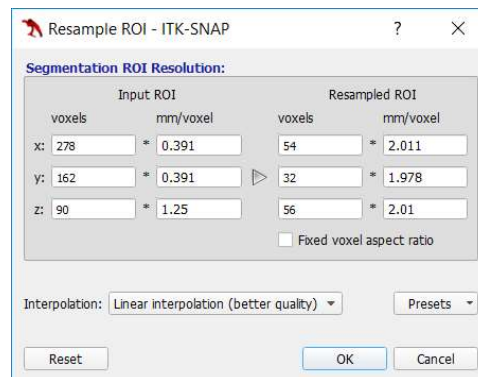 Resample ROI - ITK-SNAP ? ×
Segmentation ROI Resolution:
Input ROI Resampled ROI
voxels mm/voxel voxels mm/voxel
x: 278 * 0.391 54 * 2.011
y: 162 * 0.391 32 * 1.978
z: 90 * 1.25 56 * 2.01
Fixed voxel aspect ratio
Interpolation: Linear interpolation (better quality) Presets
Reset OK Cancel